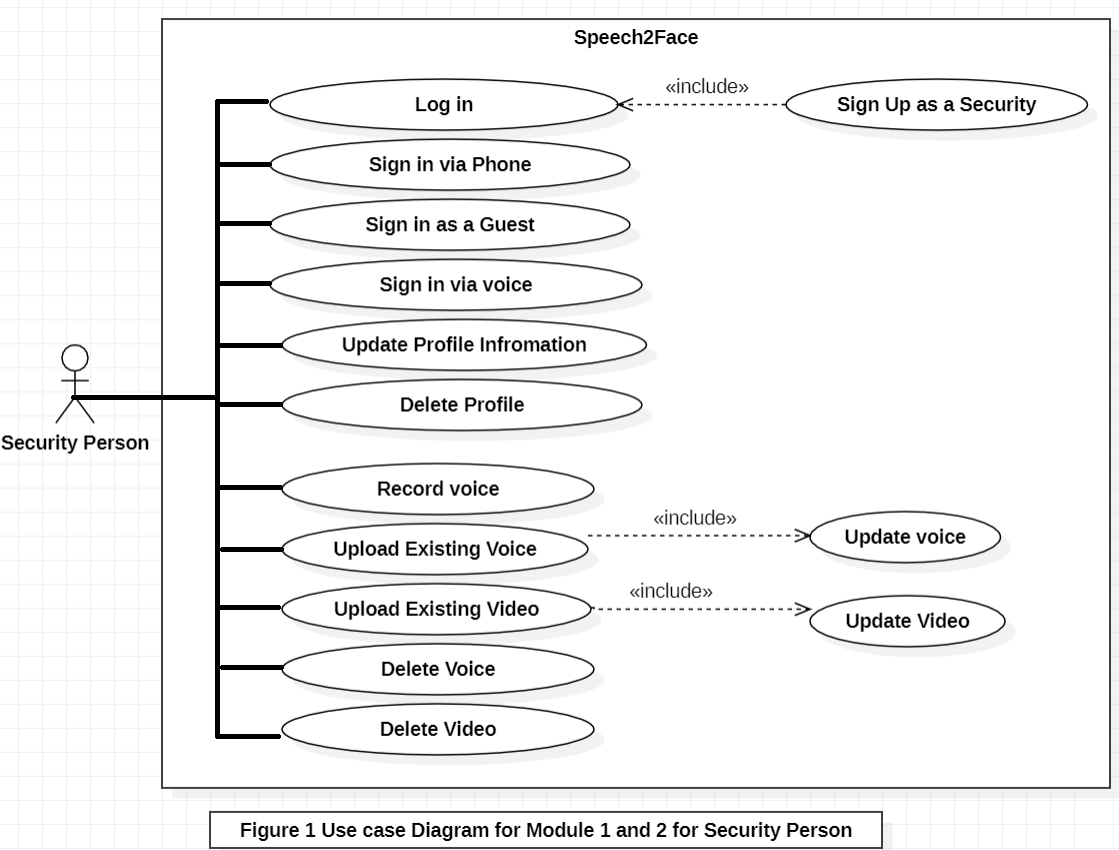 Speech2Face
Log in
«include»
Sign Up as a Security
Sign in via Phone
Sign in as a Guest
Sign in via voice
Update Profile Infromation
Delete Profile
Security Person
Record voice
Upload Existing Voice
«include»
Update voice
Upload Existing Video
«include»
Update Video
Delete Voice
Delete Video
Figure 1 Use case Diagram for Module 1 and 2 for Security Person